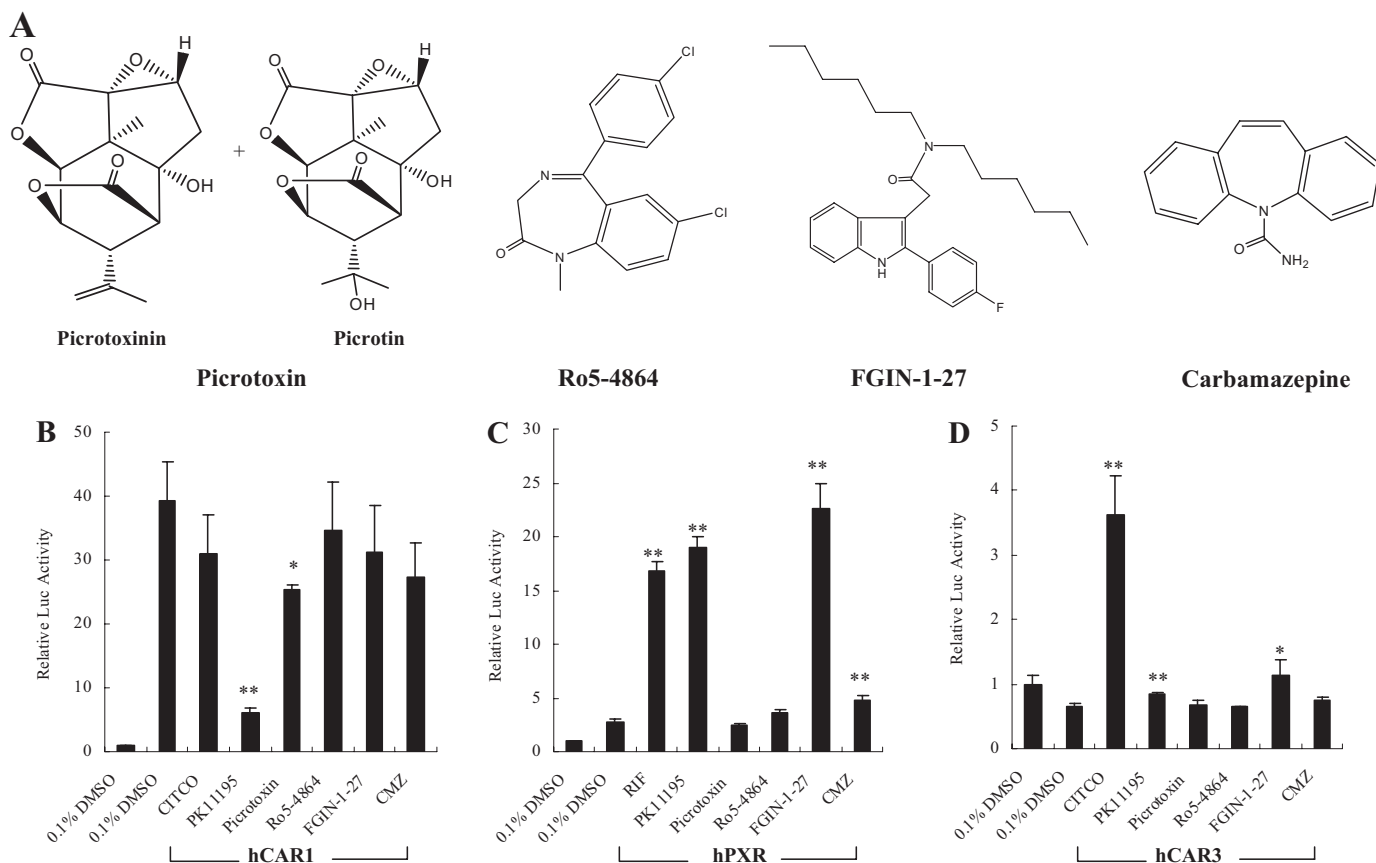 A
O
H
O
O
O
O
OH
Picrotoxinin
+
O
H
O
O
O
O
OH
OH
Picrotin
Picrotoxin
Cl
N
Cl
O
N
Ro5-4864
N
O
N
H
F
FGIN-1-27
N
O
NH2
Carbamazepine
B
Relative Luc Activity
50
40
30
20
10
0
**
*
0.1% DMSO
0.1% DMSO
CITCO
PK11195
Picrotoxin
Ro5-4864
FGIN-1-27
CMZ
hCAR1
C
Relative Luc Activity
30
25
20
15
10
5
0
**
**
**
**
0.1% DMSO
0.1% DMSO
RIF
PK11195
Picrotoxin
Ro5-4864
FGIN-1-27
CMZ
hPXR
D
Relative Luc Activity
5
4
3
2
1
0
**
**
*
0.1% DMSO
0.1% DMSO
CITCO
PK11195
Picrotoxin
Ro5-4864
FGIN-1-27
CMZ
hCAR3